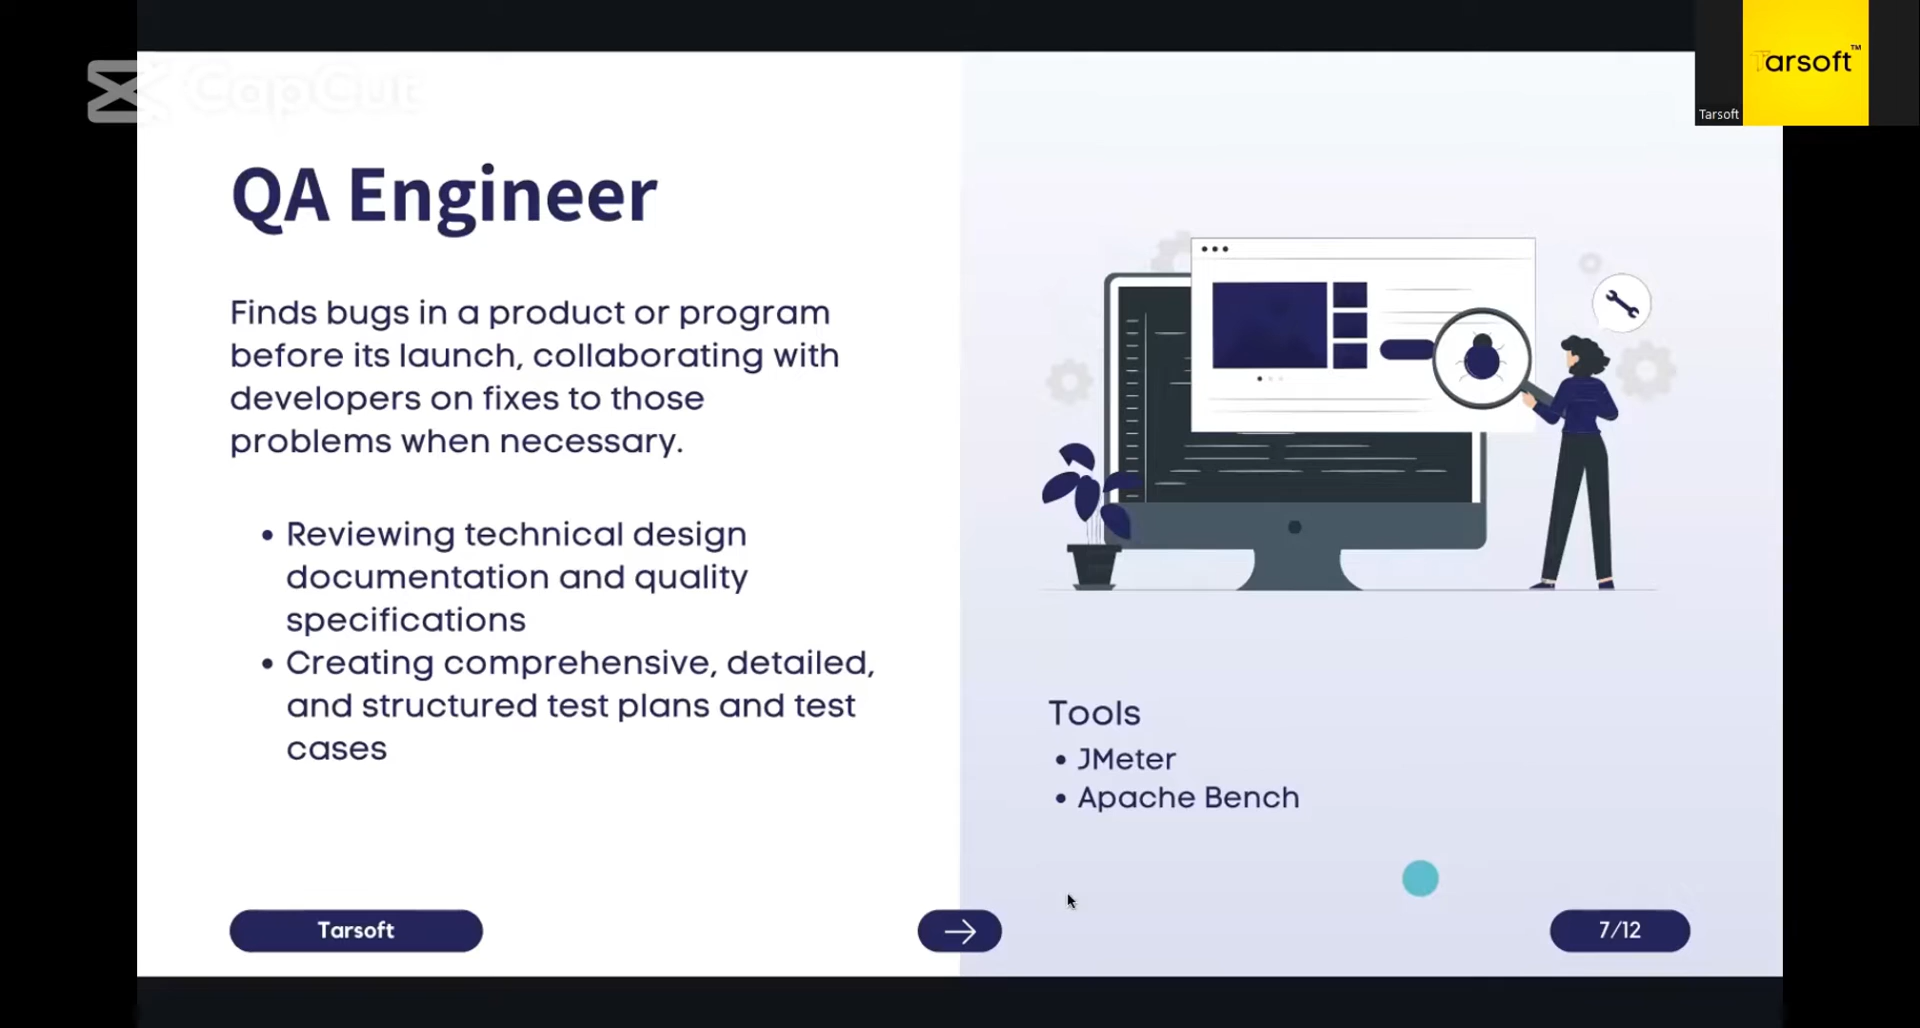 CapCut
Tarsoft™
Tarsoft
QA Engineer
Finds bugs in a product or program
before its launch, collaborating with
developers on fixes to those
problems when necessary.
• Reviewing technical design
documentation and quality
specifications
• Creating comprehensive, detailed,
and structured test plans and test
cases
Tools
• JMeter
• Apache Bench
Tarsoft
7/12